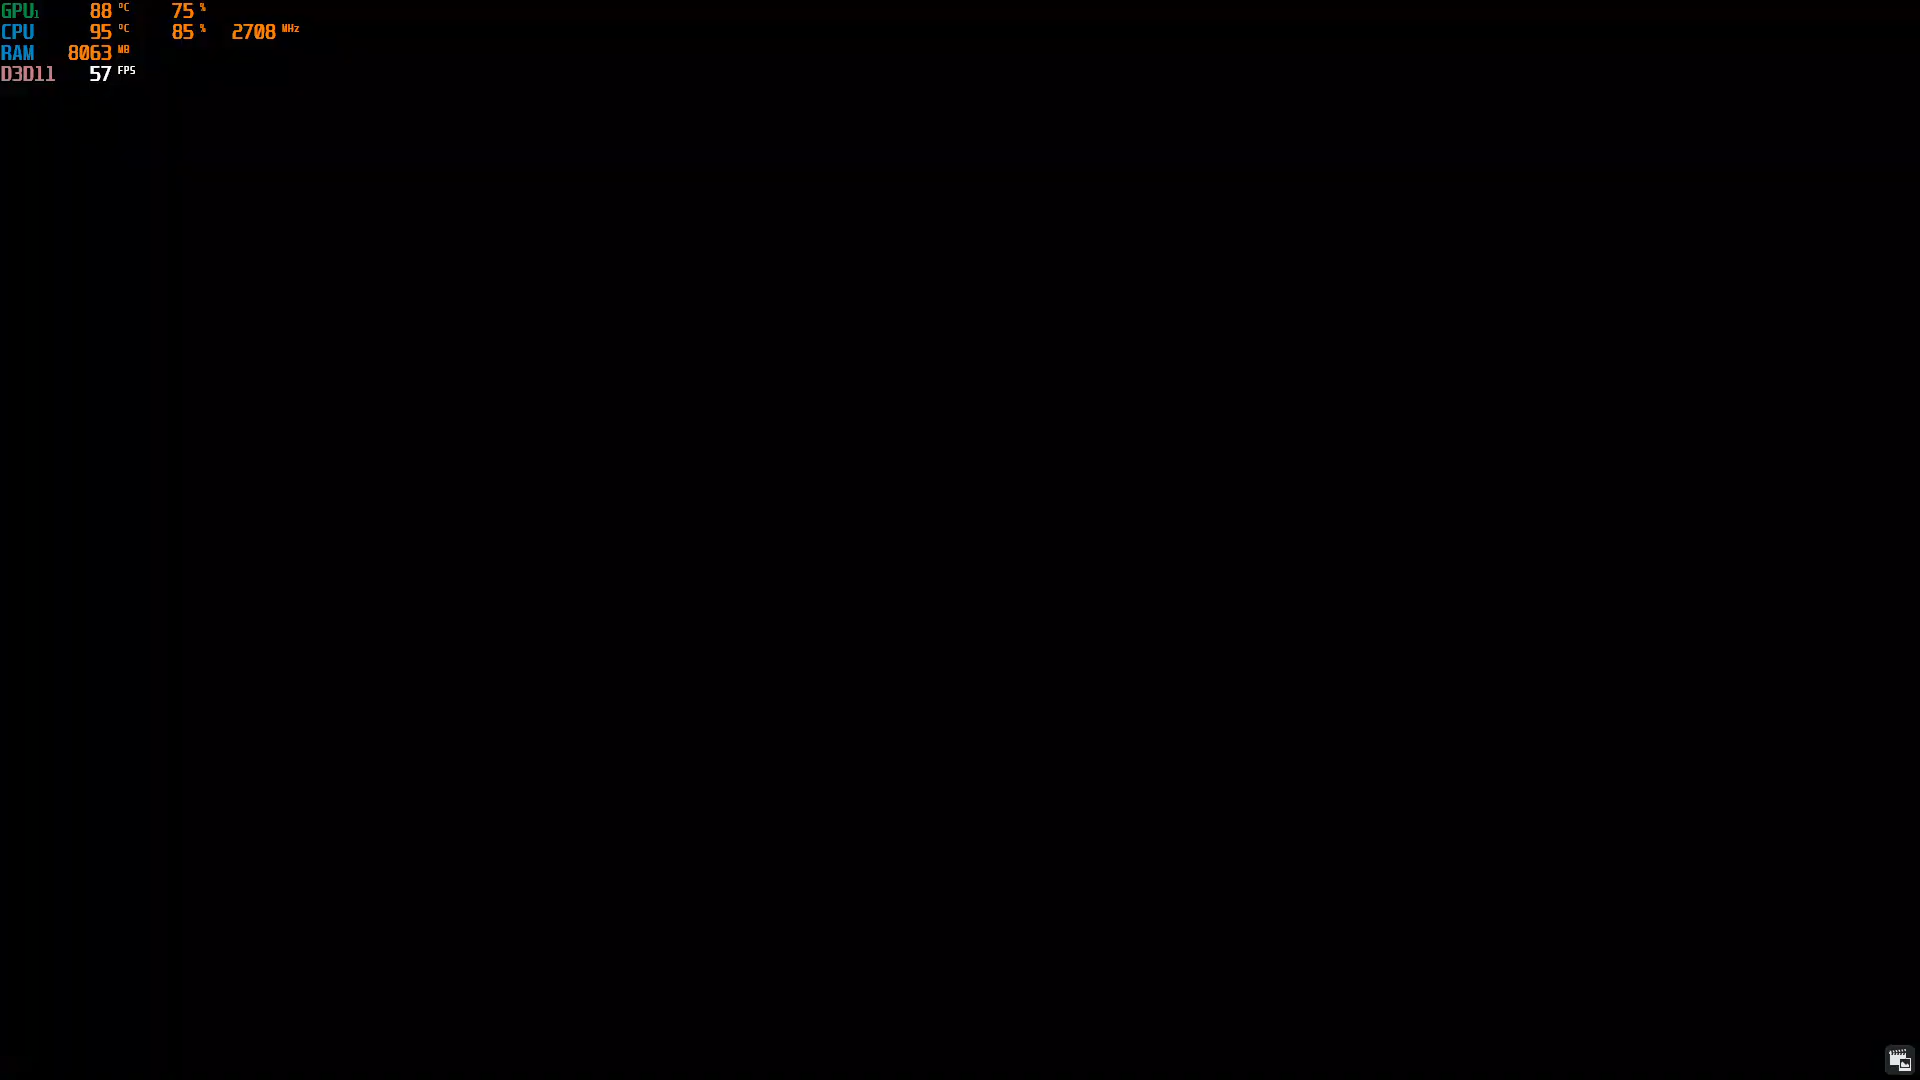 GPU1 88 °C 75 %
CPU 95 °C 85 % 2708 MHz
RAM 8063 MB
D3D11 57 FPS